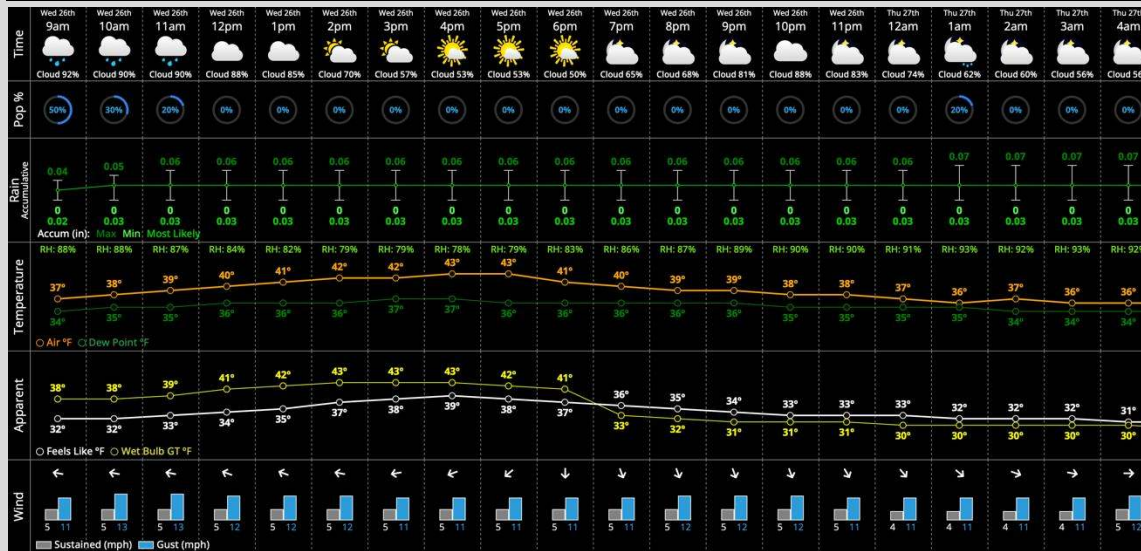 Time
Wed 26th Wed 26th Wed 26th Wed 26th Wed 26th Wed 26th Wed 26th Wed 26th Wed 26th Wed 26th Wed 26th Wed 26th Wed 26th Wed 26th Wed 26th Thu 27th Thu 27th Thu 27th Thu 27th Thu 27t
9am 10am 11am 12pm 1pm 2pm 3pm 4pm 5pm 6pm 7pm 8pm 9pm 10pm 11pm 12am 1am 2am 3am 4am
Cloud 92% Cloud 90% Cloud 90% Cloud 88% Cloud 85% Cloud 70% Cloud 57% Cloud 53% Cloud 53% Cloud 50% Cloud 65% Cloud 68% Cloud 81% Cloud 88% Cloud 83% Cloud 74% Cloud 62% Cloud 60% Cloud 56% Cloud 56
Pop %
50% 30% 20% 0% 0% 0% 0% 0% 0% 0% 0% 0% 0% 0% 0% 0% 20% 0% 0% 0%
Rain
Accumulative
0.04 0.05 0.06 0.06 0.06 0.06 0.06 0.06 0.06 0.06 0.06 0.06 0.06 0.06 0.06 0.06 0.07 0.07 0.07 0.07
0 0 0 0 0 0 0 0 0 0 0 0 0 0 0 0 0 0 0 0
0.02 0.03 0.03 0.03 0.03 0.03 0.03 0.03 0.03 0.03 0.03 0.03 0.03 0.03 0.03 0.03 0.03 0.03 0.03 0.03
Accum (in): Max Min Most Likely
Temperature
RH: 88% RH: 88% RH: 87% RH: 84% RH: 82% RH: 79% RH: 79% RH: 78% RH: 79% RH: 83% RH: 86% RH: 87% RH: 89% RH: 90% RH: 90% RH: 91% RH: 93% RH: 92% RH: 93% RH: 92%
37° 38° 39° 40° 41° 42° 42° 43° 43° 41° 40° 39° 39° 38° 38° 37° 36° 37° 36° 36°
34° 35° 35° 36° 36° 36° 37° 37° 36° 36° 36° 36° 36° 35° 35° 35° 35° 34° 34° 34°
Air °F Dew Point °F
Apparent
38° 38° 39° 41° 42° 43° 43° 43° 42° 41° 36° 35° 34° 33° 33° 33° 32° 32° 32° 31°
32° 32° 33° 34° 35° 37° 38° 39° 38° 37° 33° 32° 31° 31° 31° 30° 30° 30° 30° 30°
Feels Like °F Wet Bulb GT °F
Wind
5 11 5 13 5 13 5 12 5 12 5 12 5 11 5 11 5 11 5 11 5 11 5 12 5 12 5 12 5 11 4 11 4 11 4 11 4 11 5 12
Sustained (mph) Gust (mph)